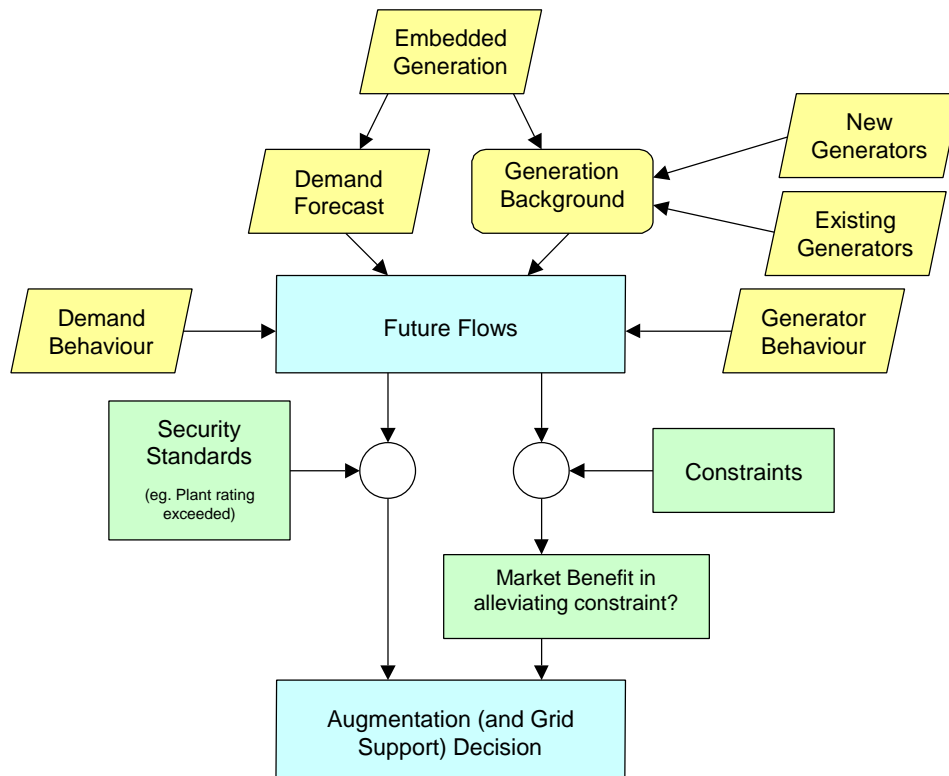 Embedded
Generation
New
Generators
Demand
Forecast
Generation
Background
Existing
Generators
Demand
Behaviour
Future Flows
Generator
Behaviour
Security
Standards
(eg. Plant rating
exceeded)
Constraints
Market Benefit in
alleviating constraint?
Augmentation (and Grid
Support) Decision